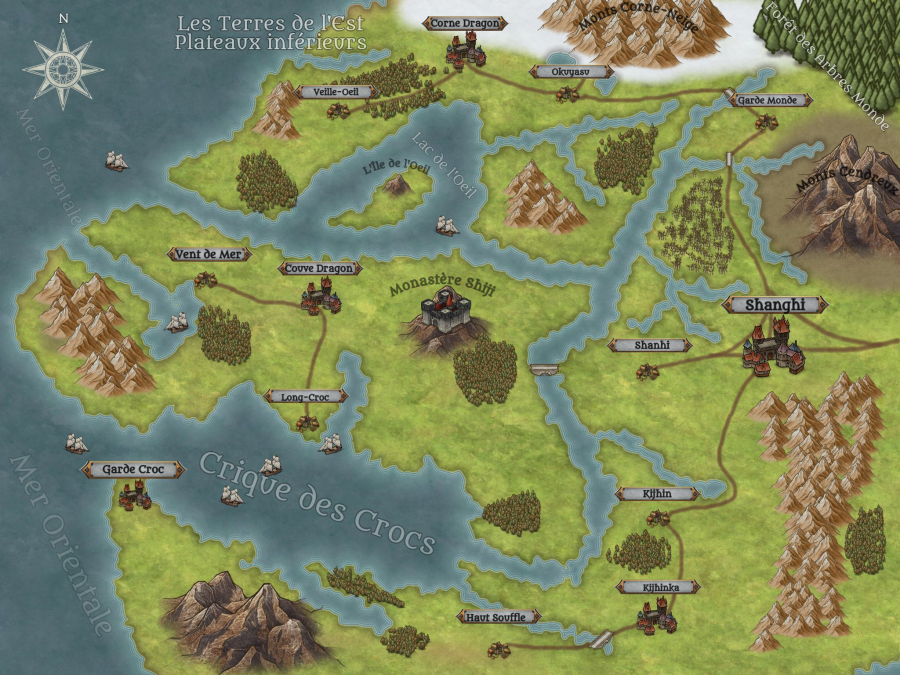 N
Les Terres de l'Est
Plateaux inférieurs
Corne Dragon
Monts Corne-Neige
Forêt des Arbres Monde
Okuyasu
Veille-Oeil
Garde Monde
Mer Orientale
Lac de l'Oeil
L'Île de l'Oeil
Monts Cendreux
Vent de Mer
Couve Dragon
Monastère Shiji
Shanghi
Shanhi
Long-Croc
Garde Croc
Crique des Crocs
Mer Orientale
Kijhin
Kijhinka
Haut Souffle